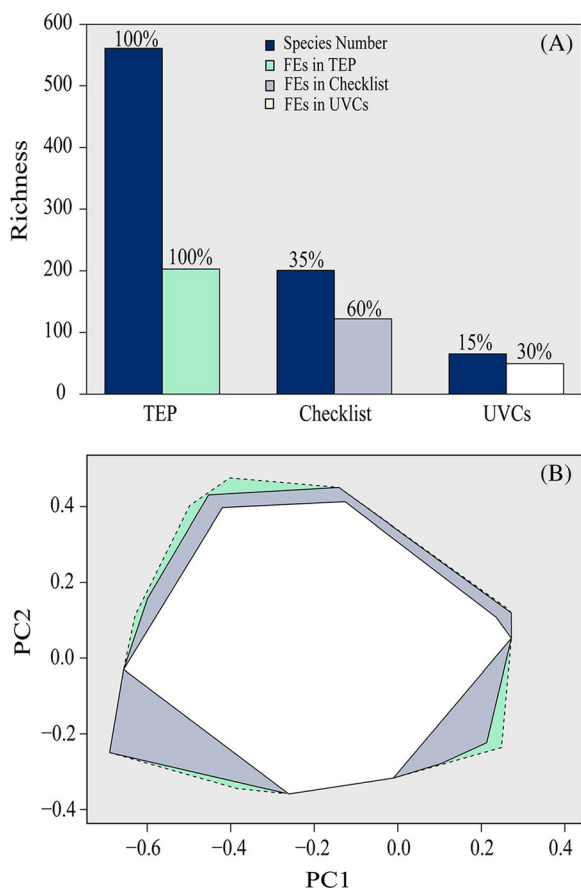 (A)
Species Number
FEs in TEP
FEs in Checklist
FEs in UVCs
Richness
600
500
400
300
200
100
0
100%
100%
35%
60%
15%
30%
TEP
Checklist
UVCs
(B)
PC2
0.4
0.2
0.0
−0.2
−0.4
−0.6
−0.4
−0.2
0.0
0.2
0.4
PC1